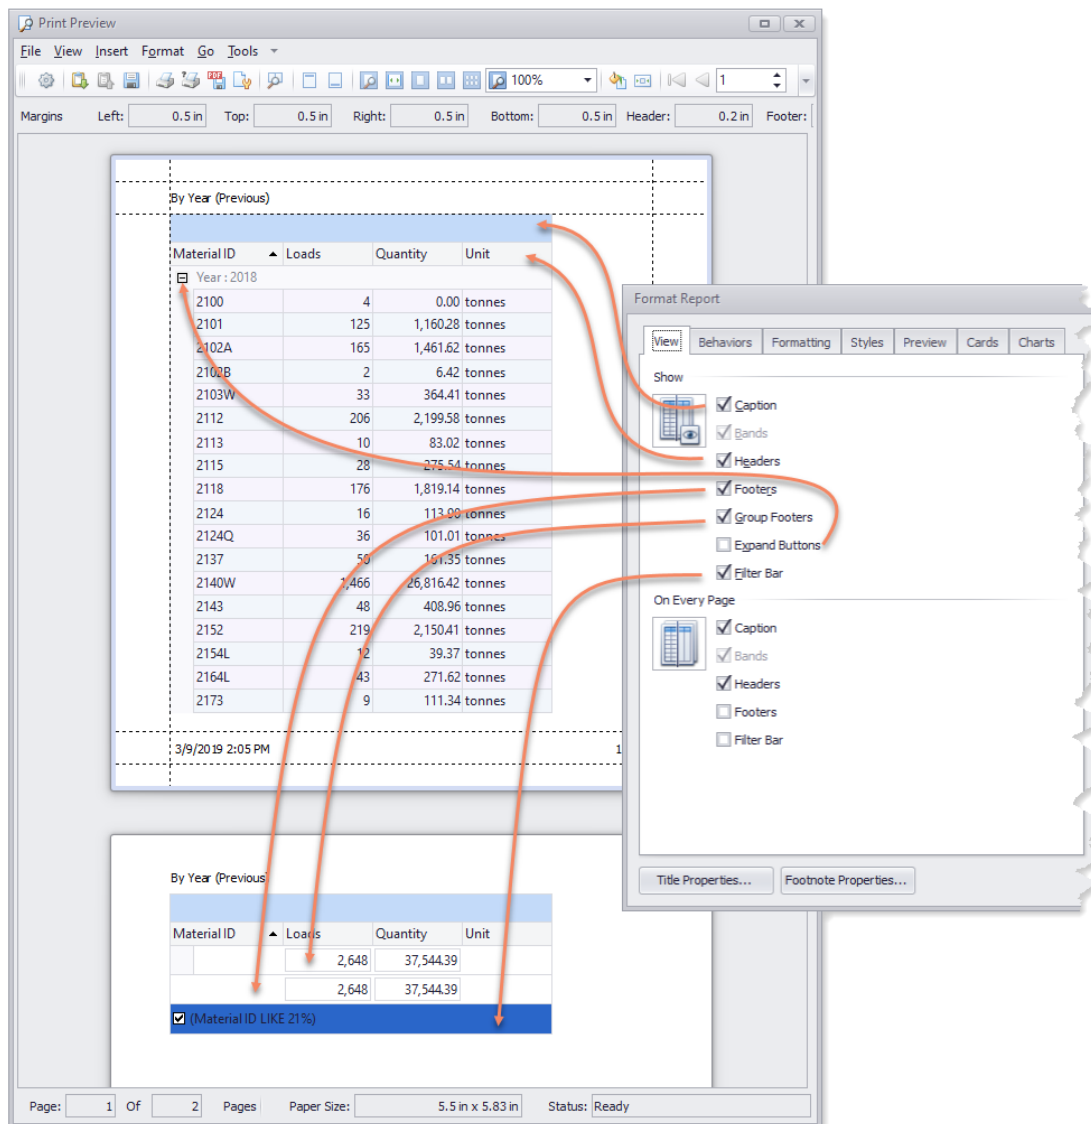 Print Preview
File View Insert Format Go Tools
PDF 100% 1
Margins Left: 0.5 in Top: 0.5 in Right: 0.5 in Bottom: 0.5 in Header: 0.2 in Footer:
By Year (Previous)
Material ID Loads Quantity Unit
Year : 2018
2100 4 0.00 tonnes
2101 125 1,160.28 tonnes
2102A 165 1,461.62 tonnes
2102B 2 6.42 tonnes
2103W 33 364.41 tonnes
2112 206 2,199.58 tonnes
2113 10 83.02 tonnes
2115 28 275.54 tonnes
2118 176 1,819.14 tonnes
2124 16 tonnes
2124Q 36 101.01 tonnes
2137 tonnes
2140W 1,466 26,816.42 tonnes
2143 48 408.96 tonnes
2152 219 2,150.41 tonnes
2154L 12 39.37 tonnes
2164L 43 271.62 tonnes
2173 9 111.34 tonnes
3/9/2019 2:05 PM 1
Format Report
View Behaviors Formatting Styles Preview Cards Charts
Show
Caption
Bands
Headers
Footers
Group Footers
Expand Buttons
Filter Bar
On Every Page
Caption
Bands
Headers
Footers
Filter Bar
Title Properties... Footnote Properties...
By Year (Previous)
Material ID Loads Quantity Unit
2,648 37,544.39
2,648 37,544.39
(Material ID LIKE 21%)
Page: 1 Of 2 Pages Paper Size: 5.5 in x 5.83 in Status: Ready